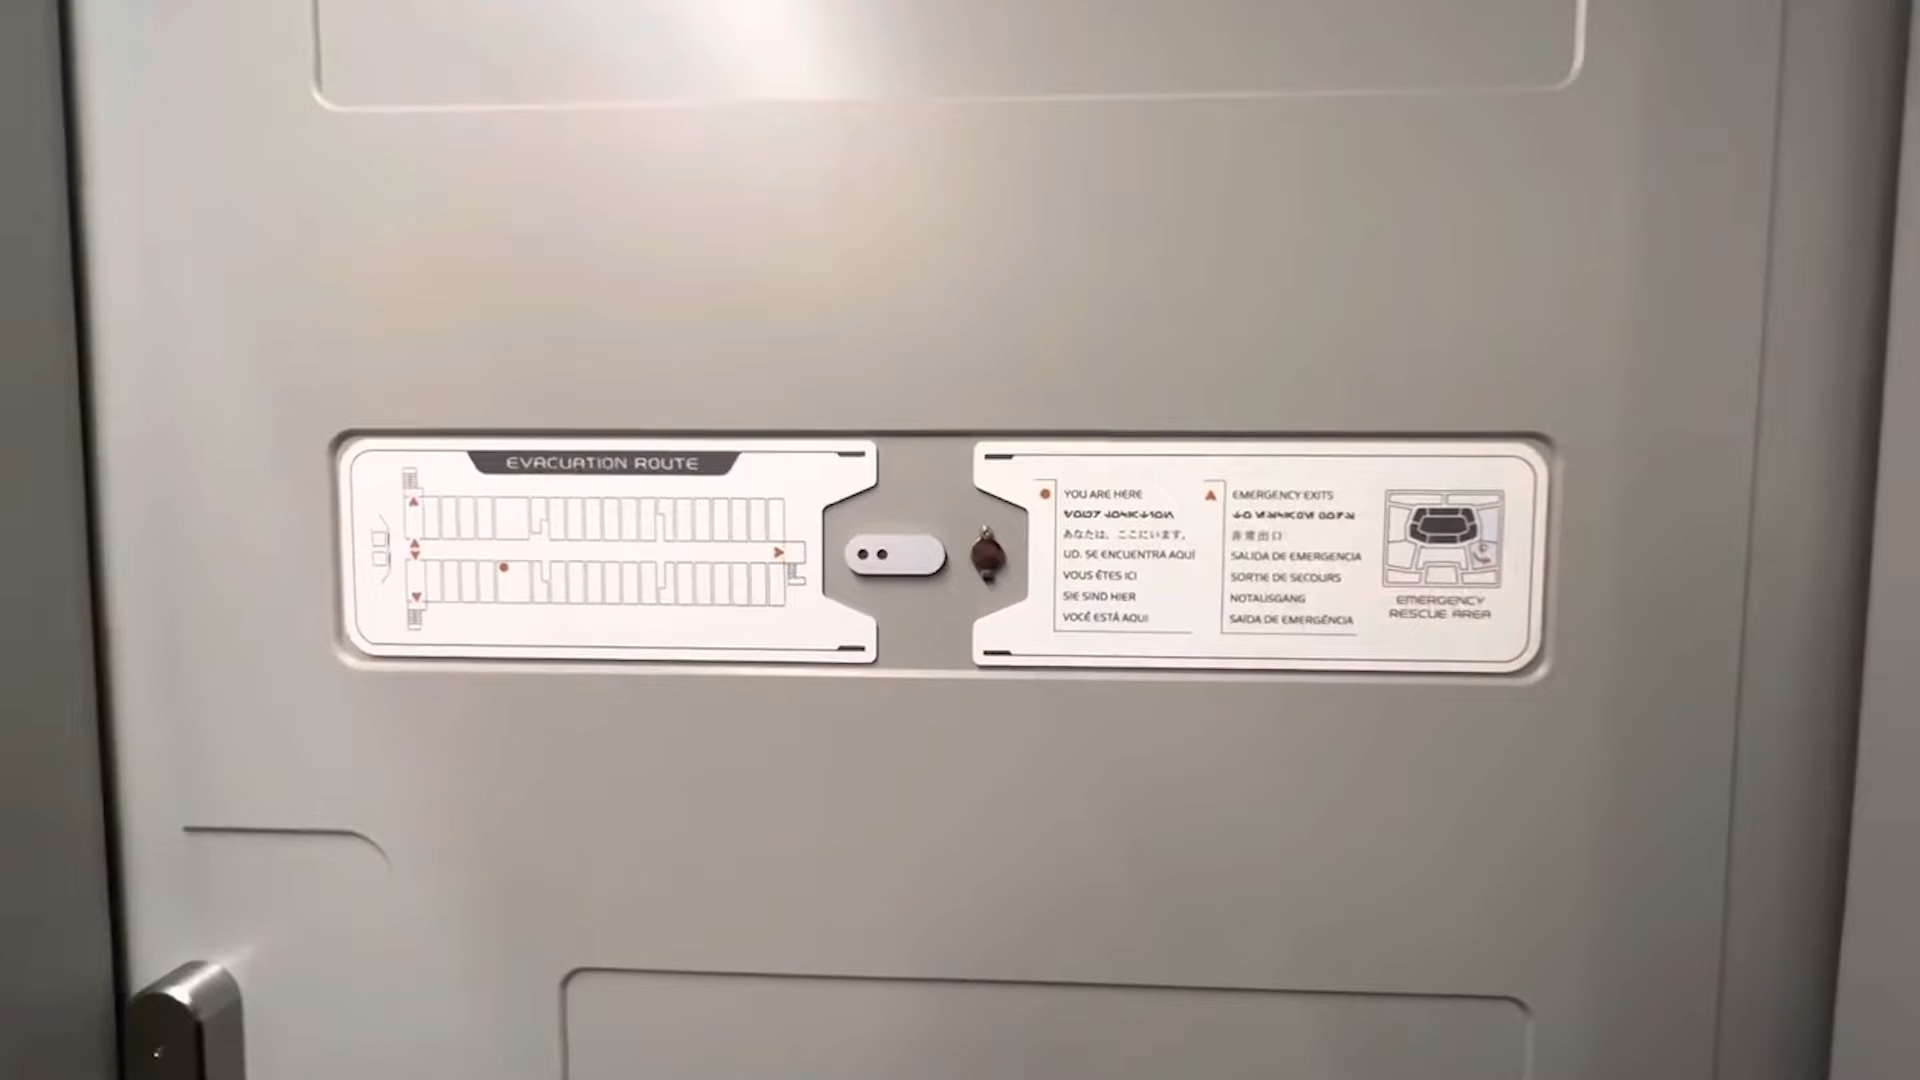 EVACUATION ROUTE
YOU ARE HERE
あなたは、ここにいます。
UD. SE ENCUENTRA AQUÍ
VOUS ÊTES ICI
SIE SIND HIER
VOCÊ ESTÁ AQUI
EMERGENCY EXITS
非常出口
SALIDA DE EMERGENCIA
SORTIE DE SECOURS
NOTAUSGANG
SAÍDA DE EMERGÊNCIA
EMERGENCY
RESCUE AREA